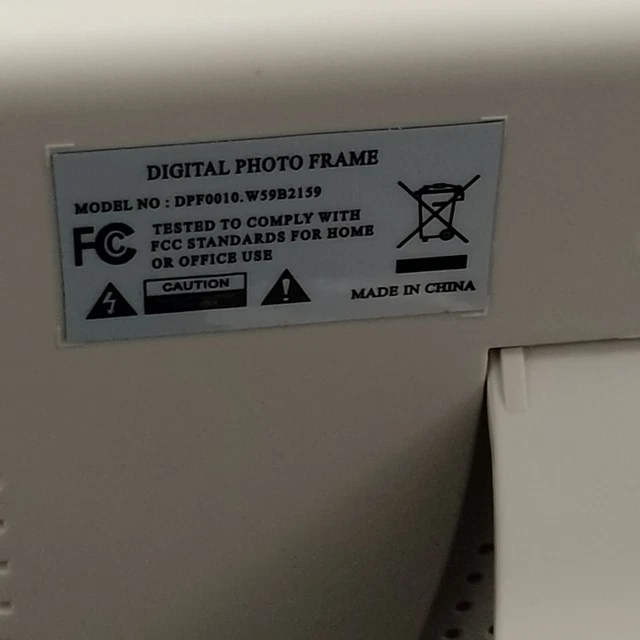 DIGITAL PHOTO FRAME
MODEL NO : DPF0010.W59B2159
FC
TESTED TO COMPLY WITH
FCC STANDARDS FOR HOME
OR OFFICE USE
CAUTION
MADE IN CHINA